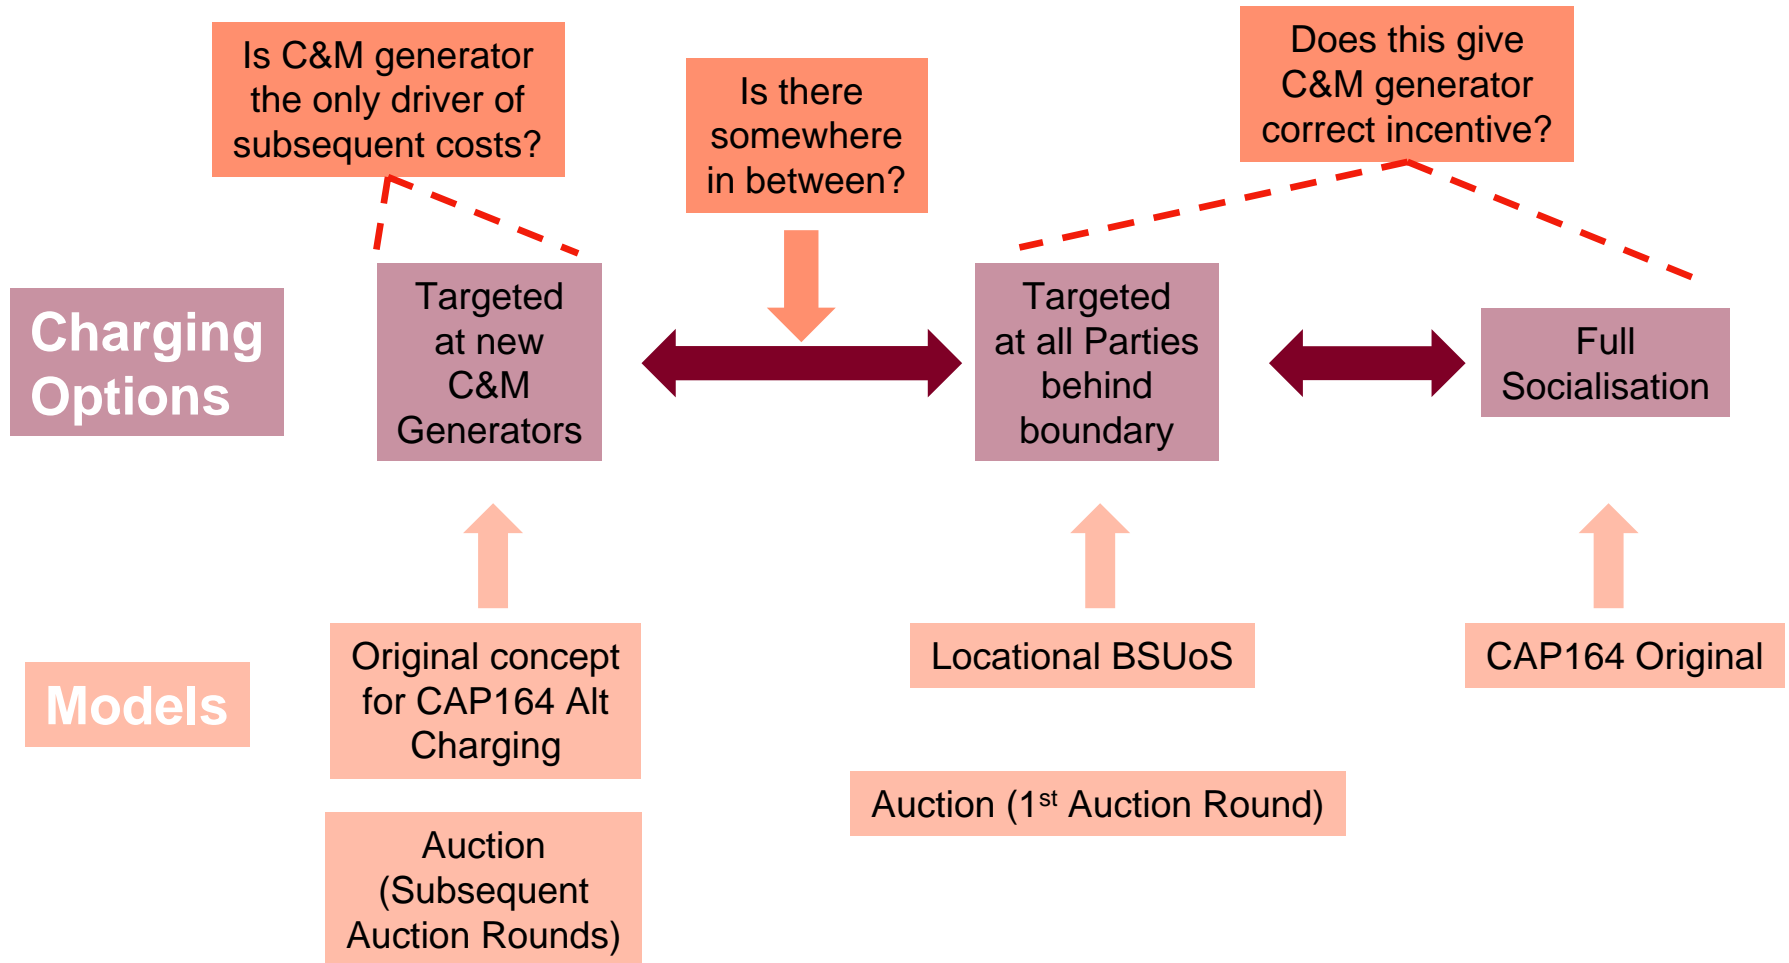 Is C&M generator
the only driver of
subsequent costs?
Is there
somewhere
in between?
Does this give
C&M generator
correct incentive?
Charging
Options
Targeted
at new
C&M
Generators
Targeted
at all Parties
behind
boundary
Full
Socialisation
Models
Original concept
for CAP164 Alt
Charging
Locational BSUoS
CAP164 Original
Auction (1st Auction Round)
Auction
(Subsequent
Auction Rounds)